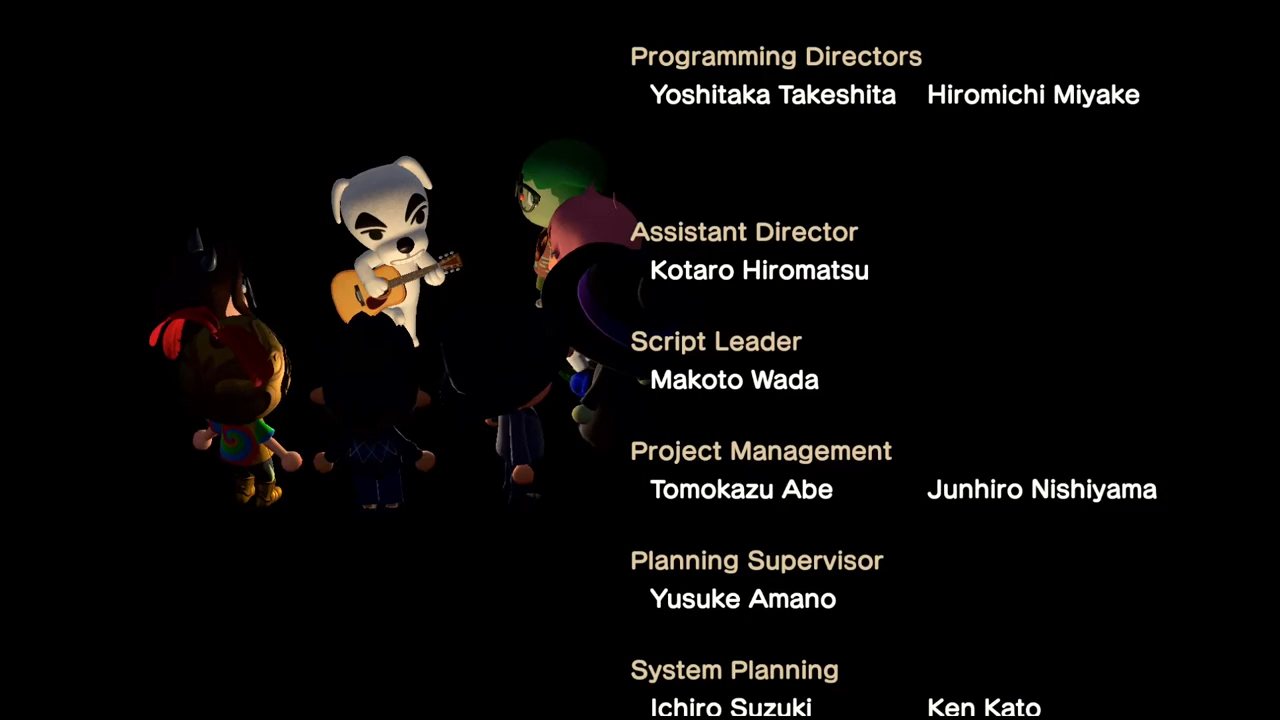 Programming Directors
Yoshitaka Takeshita Hiromichi Miyake
Assistant Director
Kotaro Hiromatsu
Script Leader
Makoto Wada
Project Management
Tomokazu Abe Junhiro Nishiyama
Planning Supervisor
Yusuke Amano
System Planning
Ichiro Suzuki Ken Kato